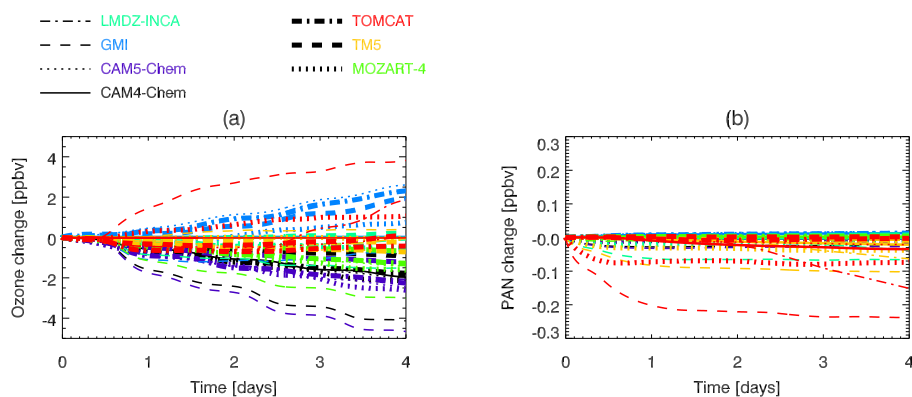 LMDZ-INCA
TOMCAT
GMI
TM5
CAM5-Chem
MOZART-4
CAM4-Chem
(a)
(b)
Ozone change [ppbv]
4
2
0
-2
-4
0 1 2 3 4
Time [days]
PAN change [ppbv]
0.3
0.2
0.1
-0.0
-0.1
-0.2
-0.3
0 1 2 3 4
Time [days]